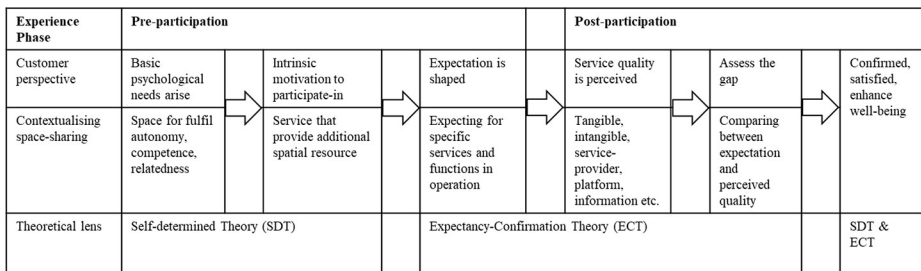 Experience
Phase
Pre-participation
Post-participation
Customer
perspective
Basic
psychological
needs arise
Intrinsic
motivation to
participate-in
Expectation is
shaped
Service quality
is perceived
Assess the
gap
Confirmed,
satisfied,
enhance
well-being
Contextualising
space-sharing
Space for fulfil
autonomy,
competence,
relatedness
Service that
provide additional
spatial resource
Expecting for
specific
services and
functions in
operation
Tangible,
intangible,
service-
provider,
platform,
information etc.
Comparing
between
expectation
and
perceived
quality
Theoretical lens
Self-determined Theory (SDT)
Expectancy-Confirmation Theory (ECT)
SDT &
ECT